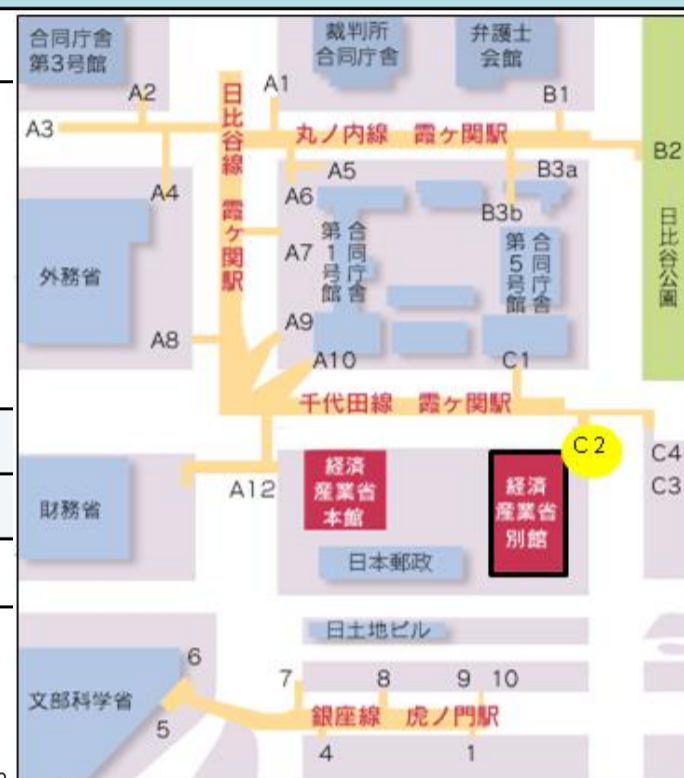 合同庁舎
第3号館
裁判所
合同庁舎
弁護士
会館
A2
A1
B1
A3
日比谷線 霞ヶ関駅
丸ノ内線 霞ヶ関駅
B2
A5
B3a
A4
A6
B3b
日比谷公園
外務省
A7
合同庁舎
第1号館
合同庁舎
第5号館
A9
A8
A10
C1
千代田線 霞ヶ関駅
C2
C4
C3
A12
経済
産業省
本館
経済
産業省
別館
財務省
日本郵政
日土地ビル
6
7
8
9
10
文部科学省
5
銀座線 虎ノ門駅
4
1